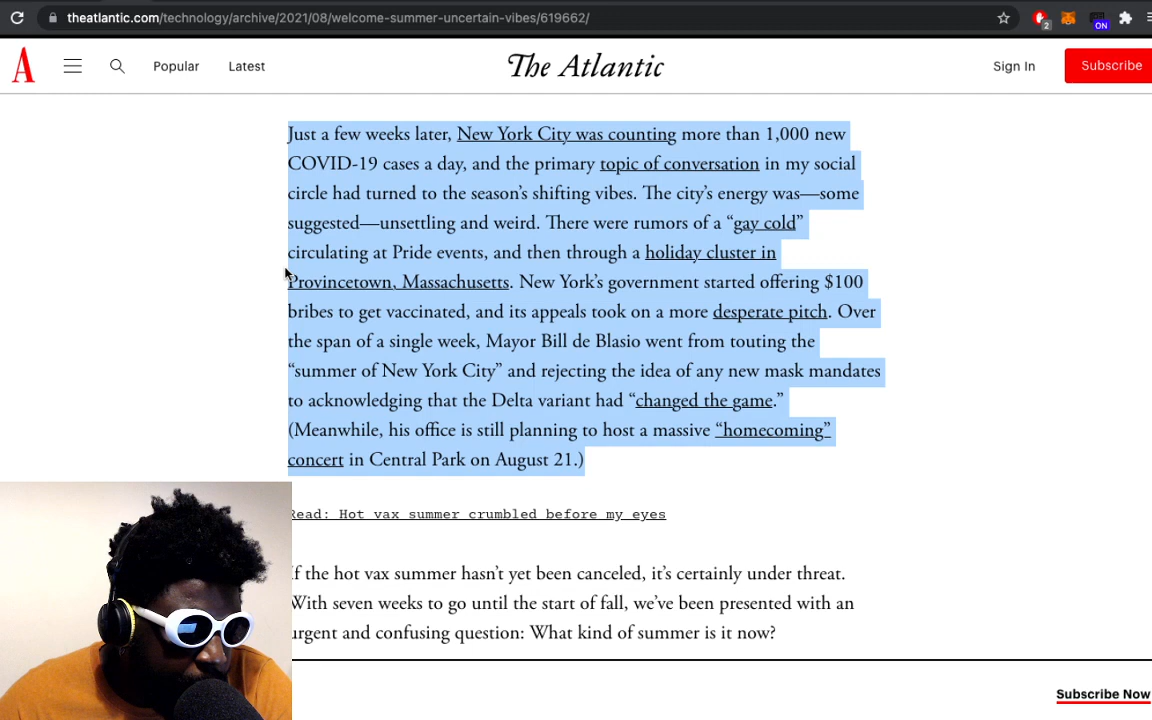 theatlantic.com/technology/archive/2021/08/welcome-summer-uncertain-vibes/619662/
2
ON
A
Popular
Latest
The Atlantic
Sign In
Subscribe
Just a few weeks later, New York City was counting more than 1,000 new
COVID-19 cases a day, and the primary topic of conversation in my social
circle had turned to the season’s shifting vibes. The city’s energy was—some
suggested—unsettling and weird. There were rumors of a “gay cold”
circulating at Pride events, and then through a holiday cluster in
Provincetown, Massachusetts. New York’s government started offering $100
bribes to get vaccinated, and its appeals took on a more desperate pitch. Over
the span of a single week, Mayor Bill de Blasio went from touting the
“summer of New York City” and rejecting the idea of any new mask mandates
to acknowledging that the Delta variant had “changed the game.”
(Meanwhile, his office is still planning to host a massive “homecoming”
concert in Central Park on August 21.)
Read: Hot vax summer crumbled before my eyes
If the hot vax summer hasn’t yet been canceled, it’s certainly under threat.
With seven weeks to go until the start of fall, we’ve been presented with an
urgent and confusing question: What kind of summer is it now?
Subscribe Now